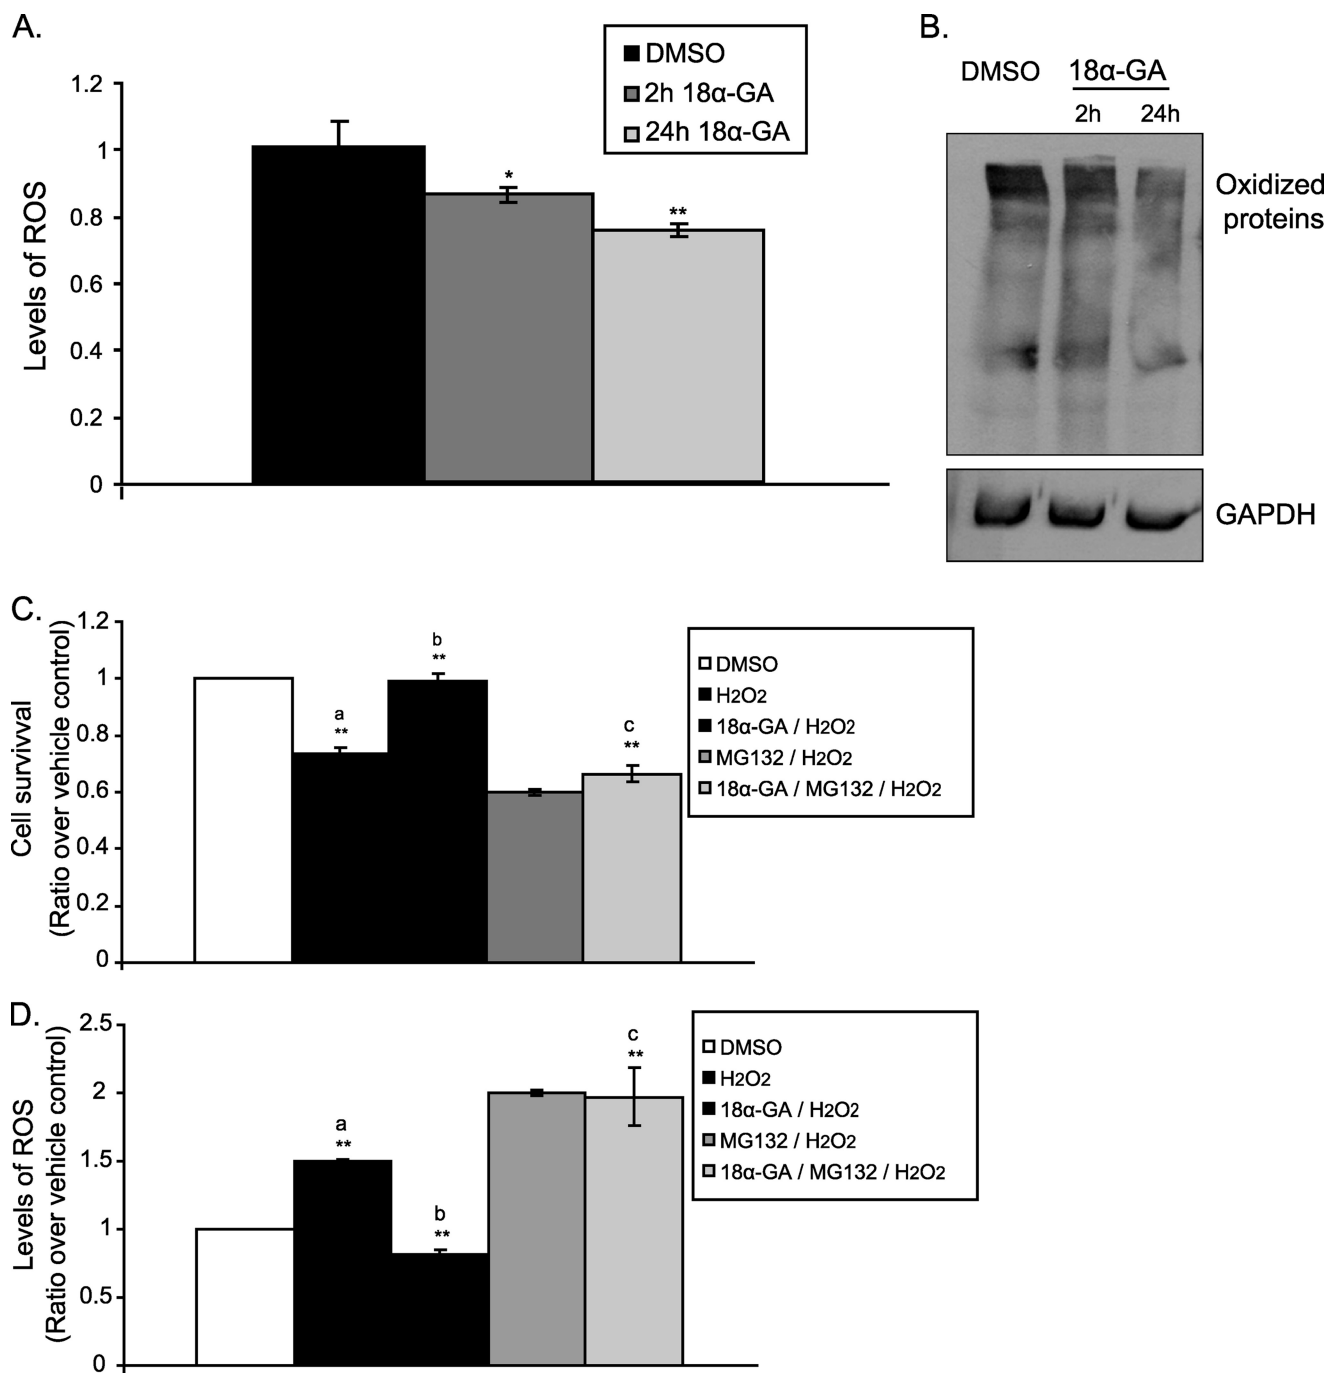 A.
DMSO
2h 18α-GA
24h 18α-GA
Levels of ROS
1.2
1
0.8
0.6
0.4
0.2
0
*
**
B.
DMSO 18α-GA
2h 24h
Oxidized
proteins
GAPDH
C.
Cell survivval
(Ratio over vehicle control)
1.2
1
0.8
0.6
0.4
0.2
0
a
**
b
**
c
**
DMSO
H2O2
18α-GA / H2O2
MG132 / H2O2
18α-GA / MG132 / H2O2
D.
Levels of ROS
(Ratio over vehicle control)
2.5
2
1.5
1
0.5
0
a
**
b
**
c
**
DMSO
H2O2
18α-GA / H2O2
MG132 / H2O2
18α-GA / MG132 / H2O2